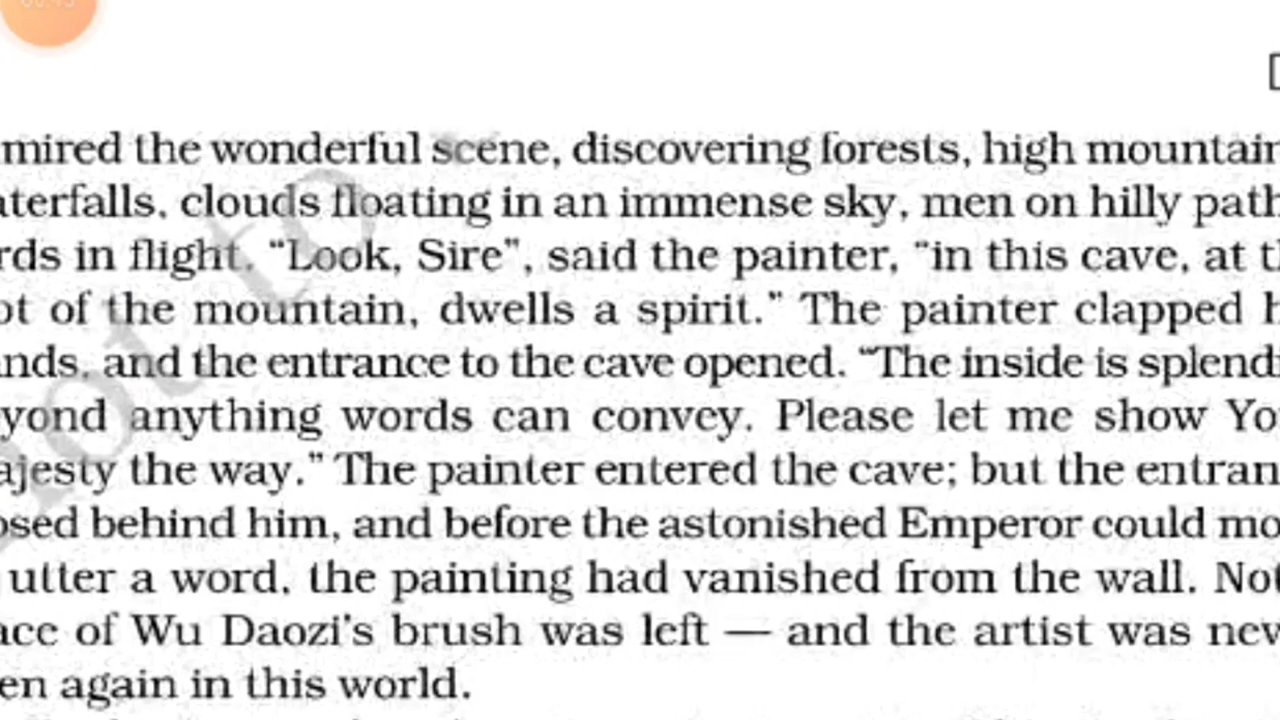 mired the wonderful scene, discovering forests, high mountain
aterfalls, clouds floating in an immense sky, men on hilly path
rds in flight. “Look, Sire”, said the painter, “in this cave, at t
ot of the mountain, dwells a spirit.” The painter clapped h
nds, and the entrance to the cave opened. “The inside is splendi
yond anything words can convey. Please let me show Yo
ajesty the way.” The painter entered the cave; but the entran
osed behind him, and before the astonished Emperor could mo
utter a word, the painting had vanished from the wall. Not
ace of Wu Daozi's brush was left — and the artist was nev
en again in this world.
not to